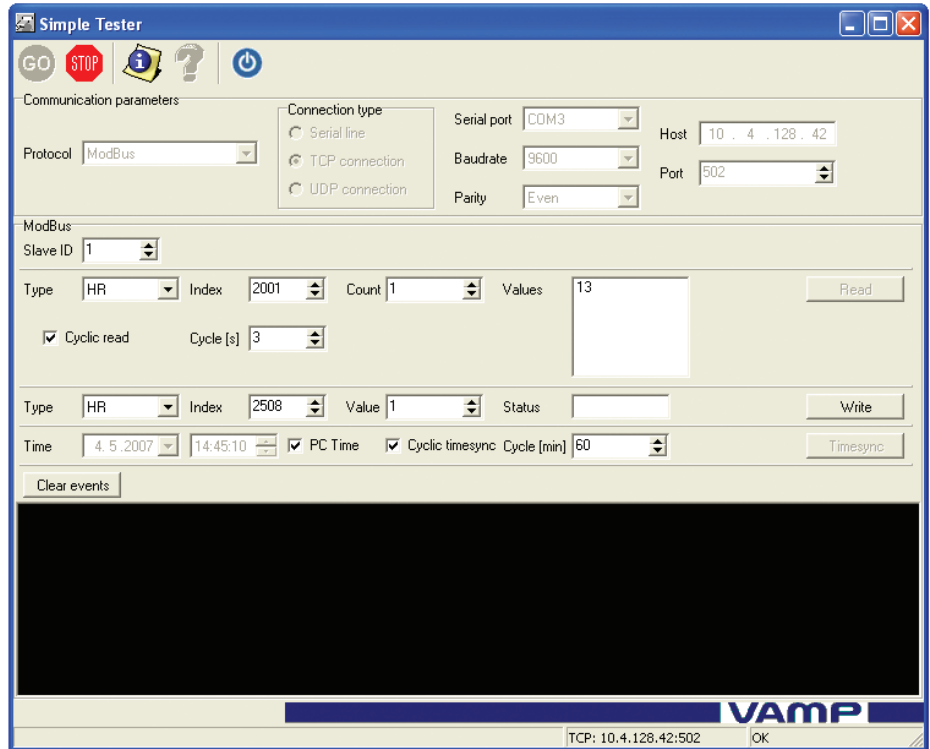 Simple Tester
GO STOP i ?
Communication parameters
Protocol ModBus
Connection type
Serial line
TCP connection
UDP connection
Serial port COM3
Baudrate 9600
Parity Even
Host 10 . 4 .128 . 42
Port 502
ModBus
Slave ID 1
Type HR Index 2001 Count 1 Values 13 Read
Cyclic read Cycle [s] 3
Type HR Index 2508 Value 1 Status Write
Time 4. 5 .2007 14:45:10 PC Time Cyclic timesync Cycle [min] 60 Timesync
Clear events
VAMP
TCP: 10.4.128.42:502 OK